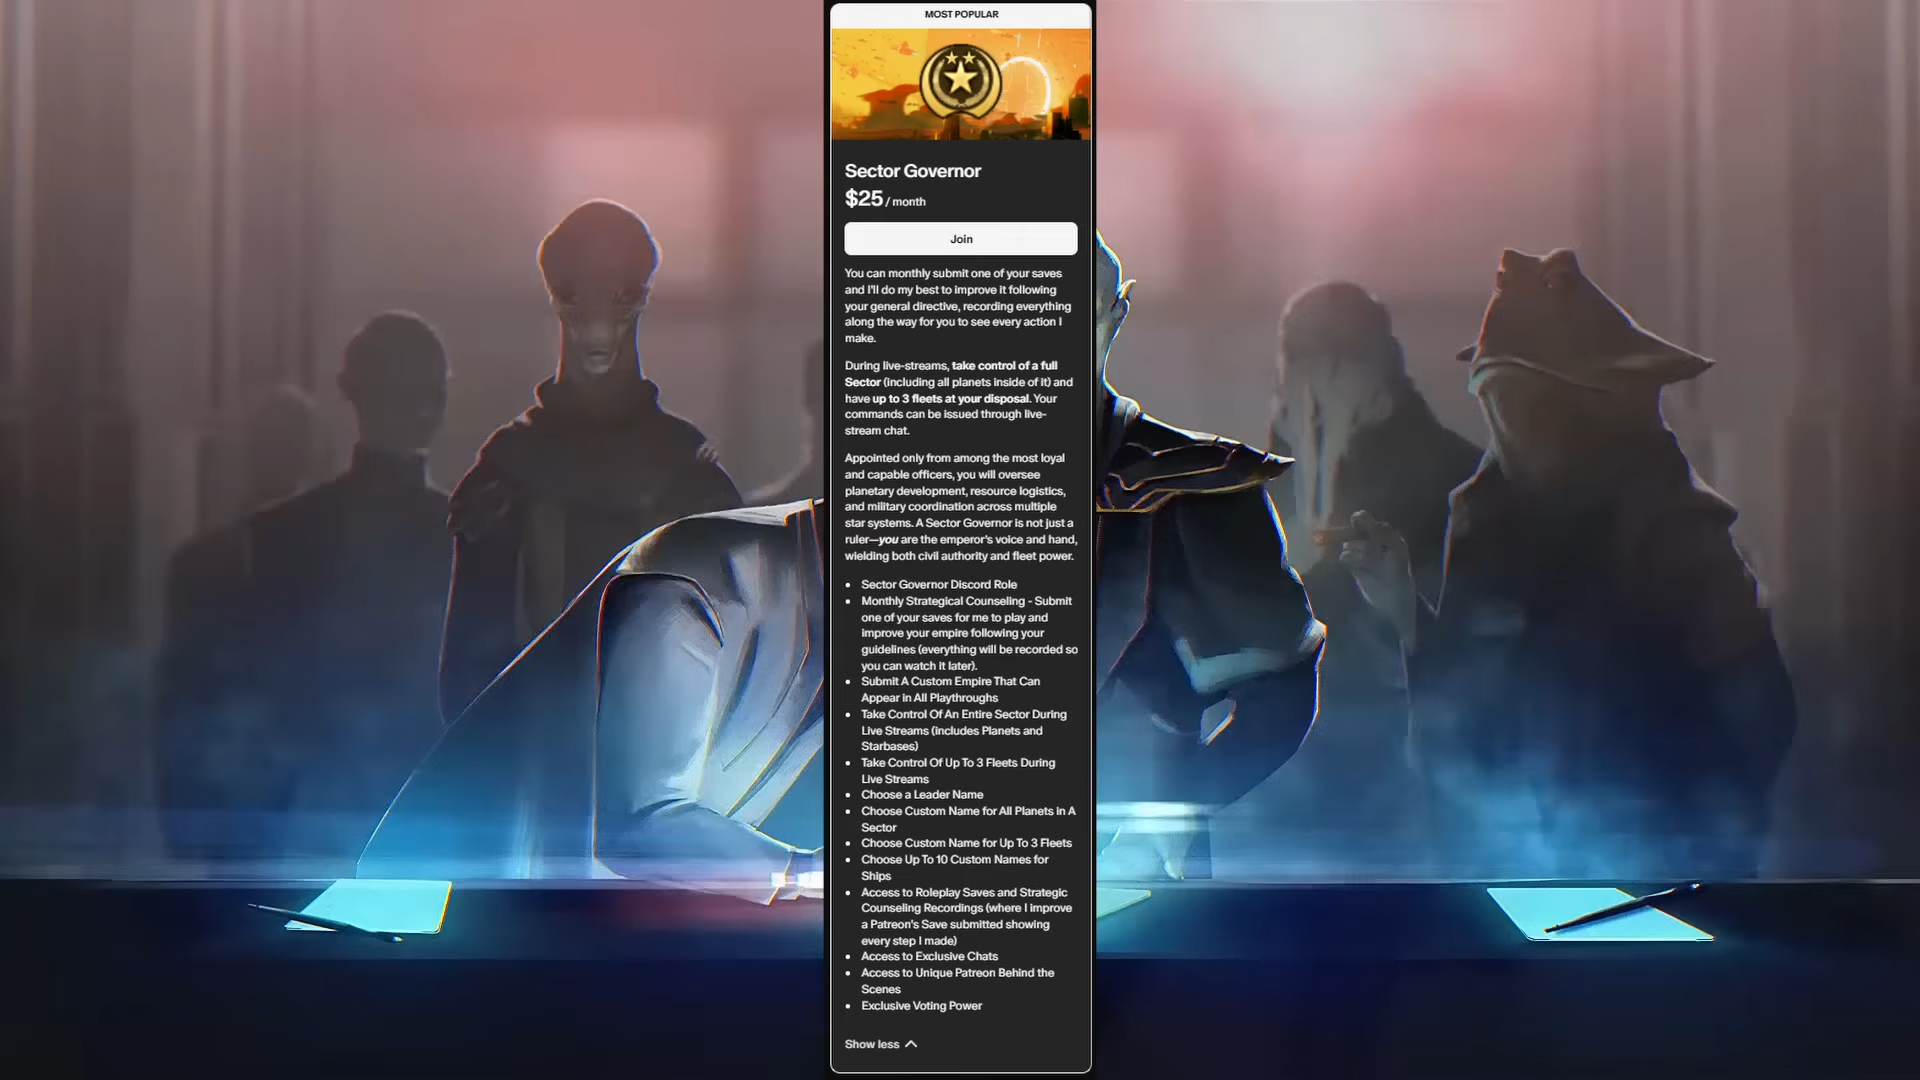 MOST POPULAR
Sector Governor
$25 / month
Join
You can monthly submit one of your saves
and I'll do my best to improve it following
your general directive, recording everything
along the way for you to see every action I
make.
During live-streams, take control of a full
Sector (including all planets inside of it) and
have up to 3 fleets at your disposal. Your
commands can be issued through live-
stream chat.
Appointed only from among the most loyal
and capable officers, you will oversee
planetary development, resource logistics,
and military coordination across multiple
star systems. A Sector Governor is not just a
ruler—you are the emperor's voice and hand,
wielding both civil authority and fleet power.
• Sector Governor Discord Role
• Monthly Strategical Counseling - Submit
one of your saves for me to play and
improve your empire following your
guidelines (everything will be recorded so
you can watch it later).
• Submit A Custom Empire That Can
Appear in All Playthroughs
• Take Control Of An Entire Sector During
Live Streams (includes Planets and
Starbases)
• Take Control Of Up To 3 Fleets During
Live Streams
• Choose a Leader Name
• Choose Custom Name for All Planets in A
Sector
• Choose Custom Name for Up To 3 Fleets
• Choose Up To 10 Custom Names for
Ships
• Access to Roleplay Saves and Strategic
Counseling Recordings (where I improve
a Patreon's Save submitted showing
every step I made)
• Access to Exclusive Chats
• Access to Unique Patreon Behind the
Scenes
• Exclusive Voting Power
Show less